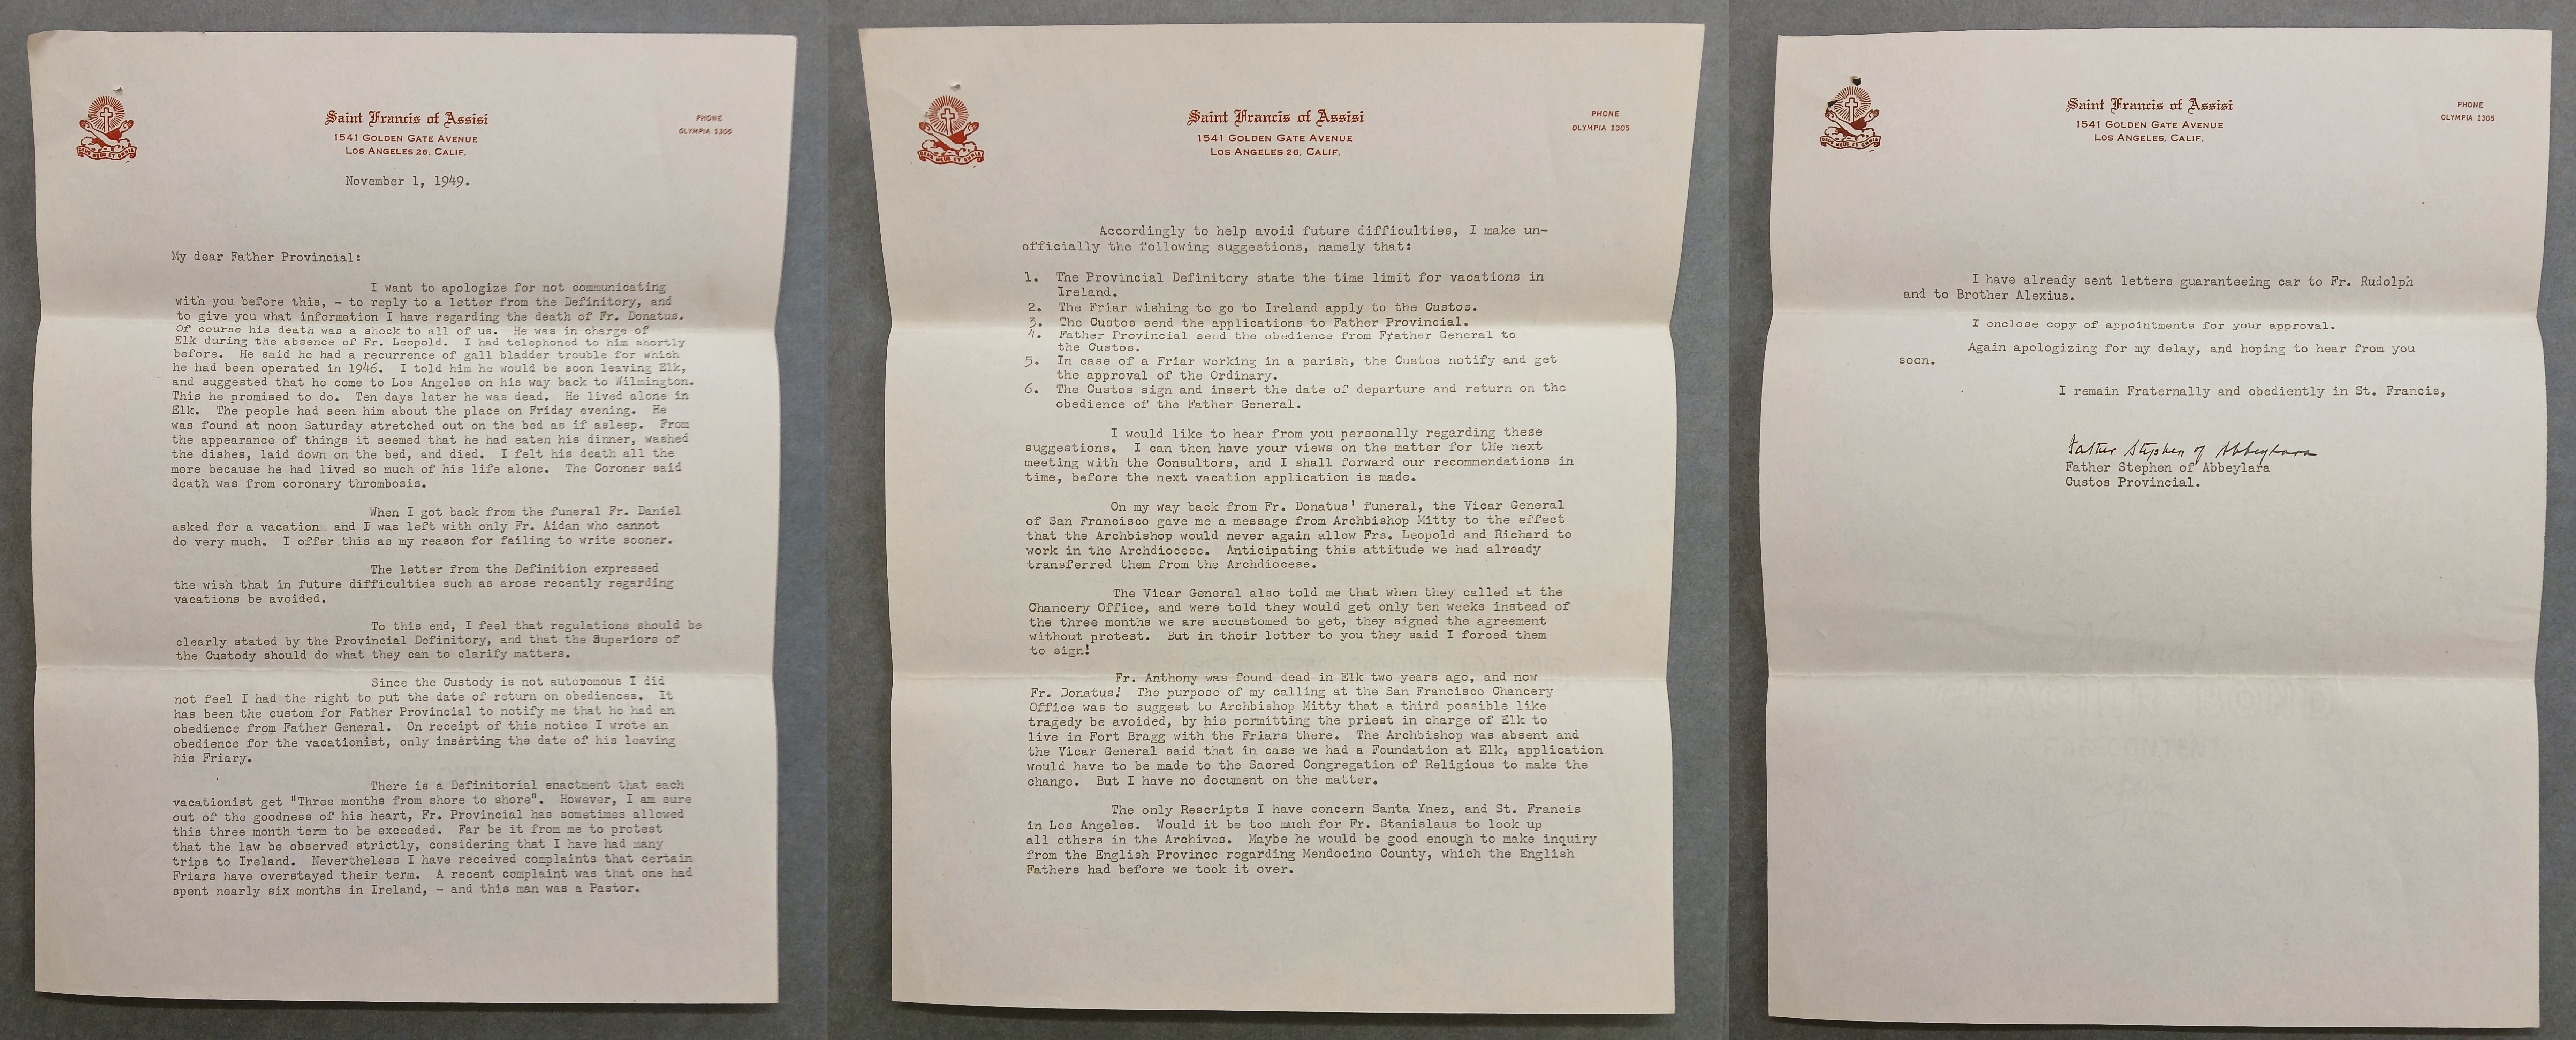 Saint Francis of Assisi
1541 GOLDEN GATE AVENUE
LOS ANGELES 26, CALIF.
PHONE
OLYMPIA 1305
DEUS MEUS ET OMNIA
November 1, 1949.
My dear Father Provincial:
I want to apologize for not communicating
with you before this, - to reply to a letter from the Definitory, and
to give you what information I have regarding the death of Fr. Donatus.
Of course his death was a shock to all of us. He was in charge of
Elk during the absence of Fr. Leopold. I had telephoned to him shortly
before. He said he had a recurrence of gall bladder trouble for which
he had been operated in 1946. I told him he would be soon leaving Elk,
and suggested that he come to Los Angeles on his way back to Wilmington.
This he promised to do. Ten days later he was dead. He lived alone in
Elk. The people had seen him about the place on Friday evening. He
was found at noon Saturday stretched out on the bed as if asleep. From
the appearance of things it seemed that he had eaten his dinner, washed
the dishes, laid down on the bed, and died. I felt his death all the
more because he had lived so much of his life alone. The Coroner said
death was from coronary thrombosis.
When I got back from the funeral Fr. Daniel
asked for a vacation and I was left with only Fr. Aidan who cannot
do very much. I offer this as my reason for failing to write sooner.
The letter from the Definition expressed
the wish that in future difficulties such as arose recently regarding
vacations be avoided.
To this end, I feel that regulations should be
clearly stated by the Provincial Definitory, and that the Superiors of
the Custody should do what they can to clarify matters.
Since the Custody is not autonomous I did
not feel I had the right to put the date of return on obediences. It
has been the custom for Father Provincial to notify me that he had an
obedience from Father General. On receipt of this notice I wrote an
obedience for the vacationist, only inserting the date of his leaving
his Friary.
There is a Definitorial enactment that each
vacationist get "Three months from shore to shore". However, I am sure
out of the goodness of his heart, Fr. Provincial has sometimes allowed
this three month term to be exceeded. Far be it from me to protest
that the law be observed strictly, considering that I have had many
trips to Ireland. Nevertheless I have received complaints that certain
Friars have overstayed their term. A recent complaint was that one had
spent nearly six months in Ireland, - and this man was a Pastor.
Saint Francis of Assisi
1541 GOLDEN GATE AVENUE
LOS ANGELES 26, CALIF.
PHONE
OLYMPIA 1305
DEUS MEUS ET OMNIA
Accordingly to help avoid future difficulties, I make un-
officially the following suggestions, namely that:
1. The Provincial Definitory state the time limit for vacations in
Ireland.
2. The Friar wishing to go to Ireland apply to the Custos.
3. The Custos send the applications to Father Provincial.
4. Father Provincial send the obedience from Frather General to
the Custos.
5. In case of a Friar working in a parish, the Custos notify and get
the approval of the Ordinary.
6. The Custos sign and insert the date of departure and return on the
obedience of the Father General.
I would like to hear from you personally regarding these
suggestions. I can then have your views on the matter for the next
meeting with the Consultors, and I shall forward our recommendations in
time, before the next vacation application is made.
On my way back from Fr. Donatus' funeral, the Vicar General
of San Francisco gave me a message from Archbishop Mitty to the effect
that the Archbishop would never again allow Frs. Leopold and Richard to
work in the Archdiocese. Anticipating this attitude we had already
transferred them from the Archdiocese.
The Vicar General also told me that when they called at the
Chancery Office, and were told they would get only ten weeks instead of
the three months we are accustomed to get, they signed the agreement
without protest. But in their letter to you they said I forced them
to sign!
Fr. Anthony was found dead in Elk two years ago, and now
Fr. Donatus! The purpose of my calling at the San Francisco Chancery
Office was to suggest to Archbishop Mitty that a third possible like
tragedy be avoided, by his permitting the priest in charge of Elk to
live in Fort Bragg with the Friars there. The Archbishop was absent and
the Vicar General said that in case we had a Foundation at Elk, application
would have to be made to the Sacred Congregation of Religious to make the
change. But I have no document on the matter.
The only Rescripts I have concern Santa Ynez, and St. Francis
in Los Angeles. Would it be too much for Fr. Stanislaus to look up
all others in the Archives. Maybe he would be good enough to make inquiry
from the English Province regarding Mendocino County, which the English
Fathers had before we took it over.
Saint Francis of Assisi
1541 GOLDEN GATE AVENUE
LOS ANGELES, CALIF.
PHONE
OLYMPIA 1305
DEUS MEUS ET OMNIA
I have already sent letters guaranteeing car to Fr. Rudolph
and to Brother Alexius.
I enclose copy of appointments for your approval.
Again apologizing for my delay, and hoping to hear from you
soon.
I remain Fraternally and obediently in St. Francis,
Father Stephen of Abbeylara
Father Stephen of Abbeylara
Custos Provincial.